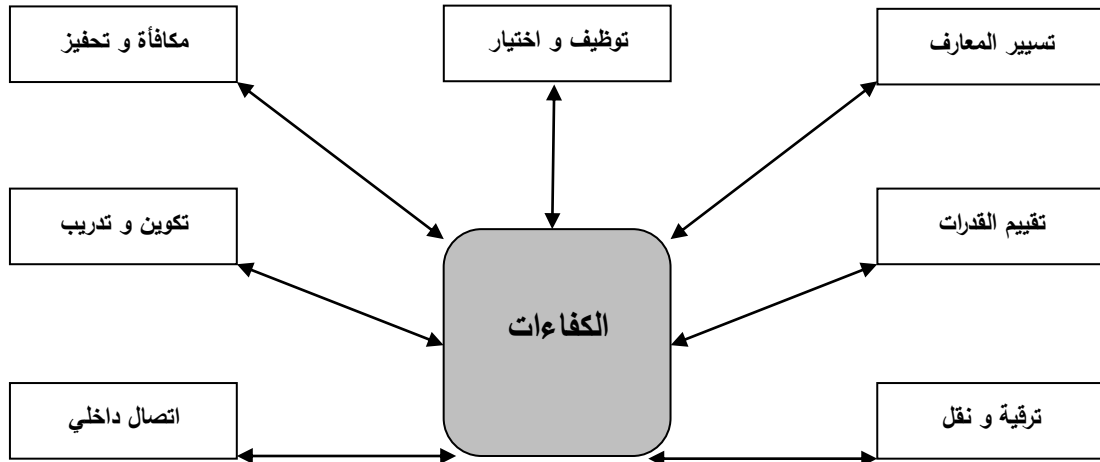 تسيير المعارف
توظيف و اختيار
مكافأة و تحفيز
تقييم القدرات
تكوين و تدريب
الكفاءات
ترقية و نقل
اتصال داخلي